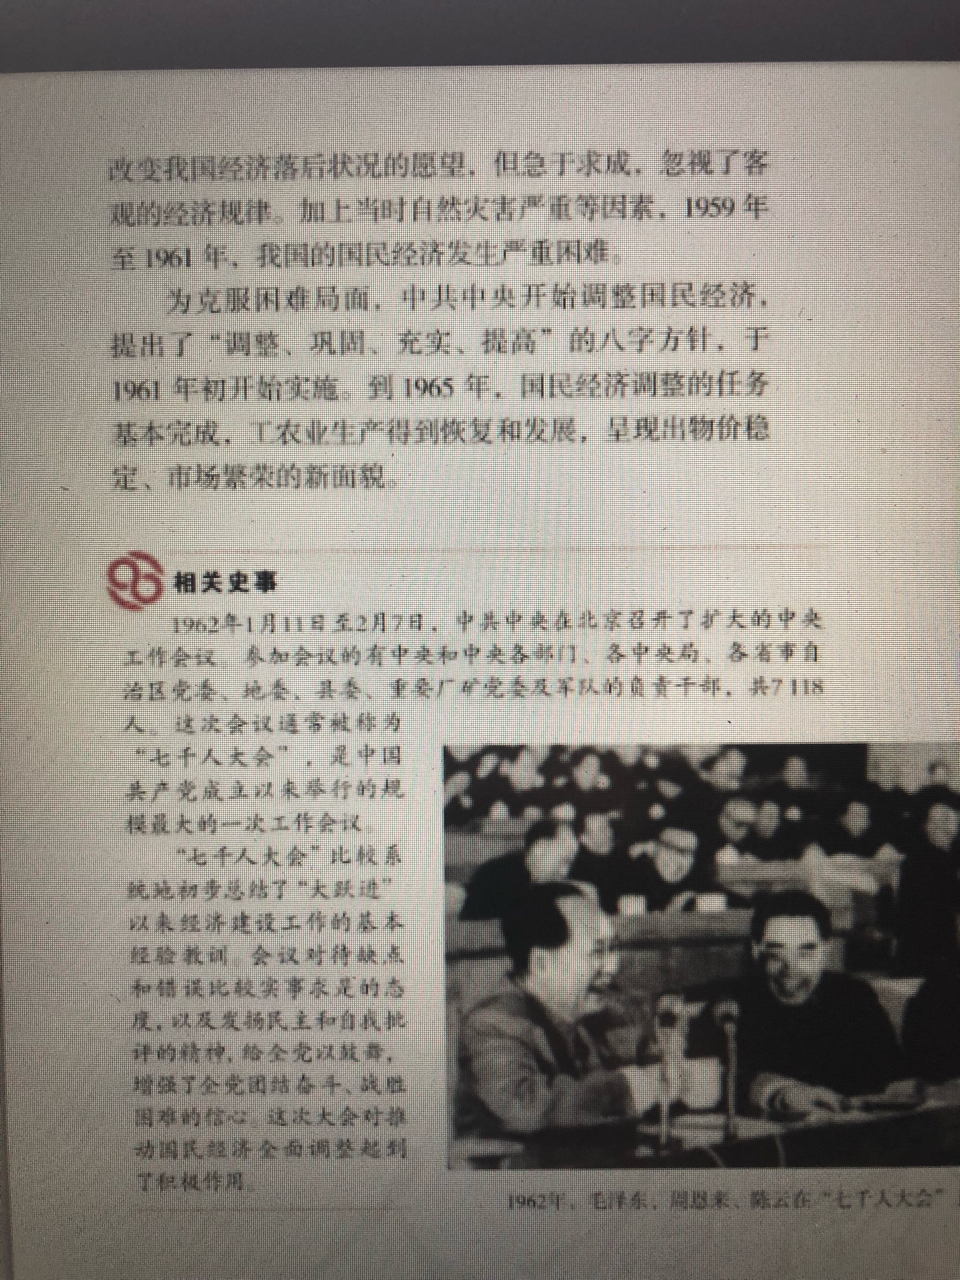 改变我国经济落后状况的愿望，但急于求成，忽视了客
观的经济规律。加上当时自然灾害严重等因素，1959 年
至 1961 年，我国的国民经济发生严重困难。
为克服困难局面，中共中央开始调整国民经济，
提出了“调整、巩固、充实、提高”的八字方针，于
1961 年初开始实施。到 1965 年，国民经济调整的任务
基本完成，工农业生产得到恢复和发展，呈现出物价稳
定、市场繁荣的新面貌。
相关史事
1962年1月11日至2月7日，中共中央在北京召开了扩大的中央
工作会议。参加会议的有中央和中央各部门、各中央局、各省市自
治区党委、地委、县委、重要厂矿党委及军队的负责干部，共7 118
人。这次会议通常被称为
“七千人大会”，是中国
共产党成立以来举行的规
模最大的一次工作会议。
“七千人大会”比较系
统地初步总结了“大跃进”
以来经济建设工作的基本
经验教训。会议对待缺点
和错误比较实事求是的态
度，以及发扬民主和自我批
评的精神，给全党以鼓舞，
增强了全党团结奋斗、战胜
困难的信心。这次大会对推
动国民经济全面调整起到
了积极作用。
1962年，毛泽东、周恩来、陈云在“七千人大会”